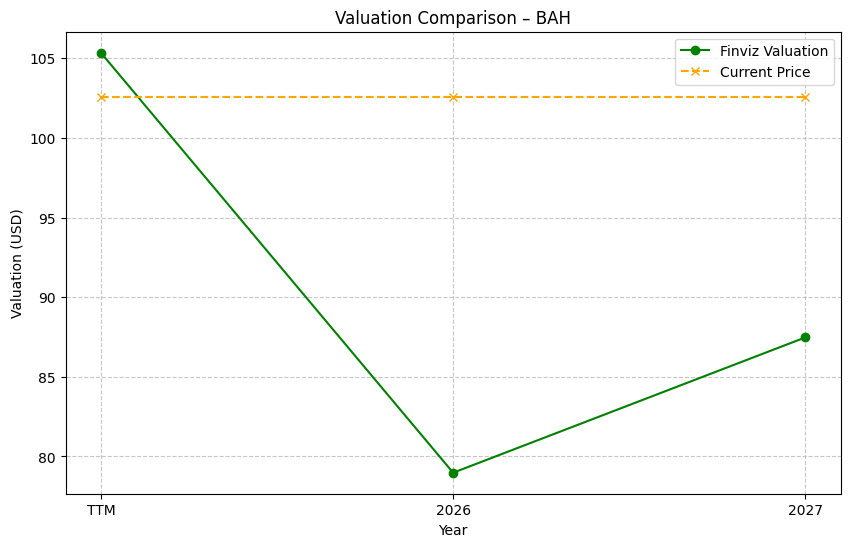 Valuation Comparison – BAH
Finviz Valuation
Current Price
Valuation (USD)
105
100
95
90
85
80
TTM
2026
2027
Year